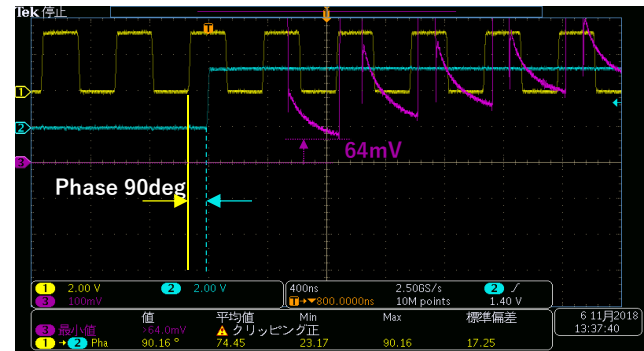 Tek 停止
T
U
1
2
3
64mV
Phase 90deg
1 2.00 V 2 2.00 V
3 100mV
400ns 2.50GS/s 2
T→▼800.0000ns 10M points 1.40 V
値 平均値 Min Max 標準偏差
3 最小値 >64.0mV クリッピング正
1 → 2 Pha 90.16 ° 74.45 23.17 90.16 17.25
6 11月2018
13:37:40